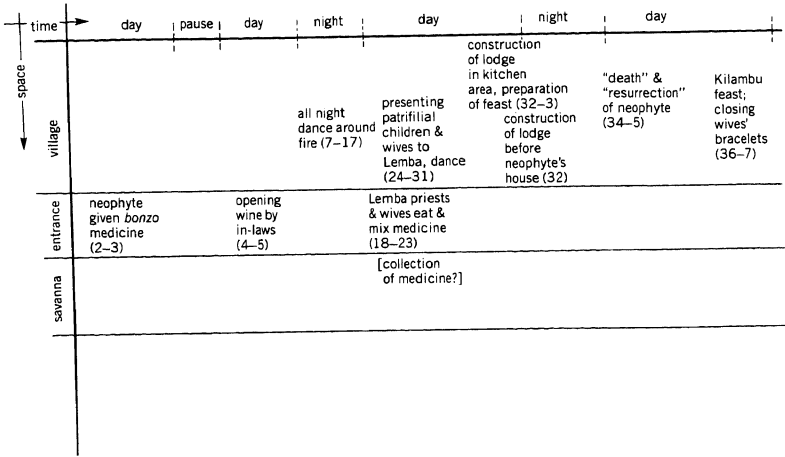 time
day
pause
day
night
day
night
day
space
village
all night
dance around
fire (7–17)
presenting
patrifilial
children &
wives to
Lemba, dance
(24–31)
construction
of lodge
in kitchen
area, preparation
of feast (32–3)
construction
of lodge
before
neophyte's
house (32)
"death" &
"resurrection"
of neophyte
(34–5)
Kilambu
feast;
closing
wives'
bracelets
(36–7)
entrance
neophyte
given bonzo
medicine
(2–3)
opening
wine by
in-laws
(4–5)
Lemba priests
& wives eat &
mix medicine
(18–23)
savanna
[collection
of medicine?]